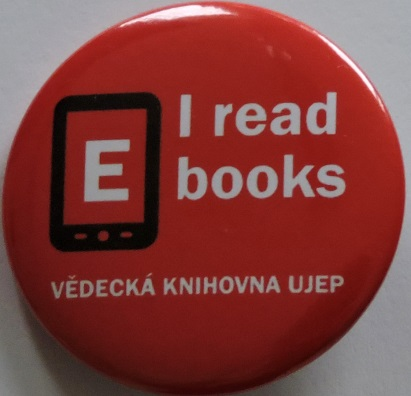 I read
E books
VĚDECKÁ KNIHOVNA UJEP